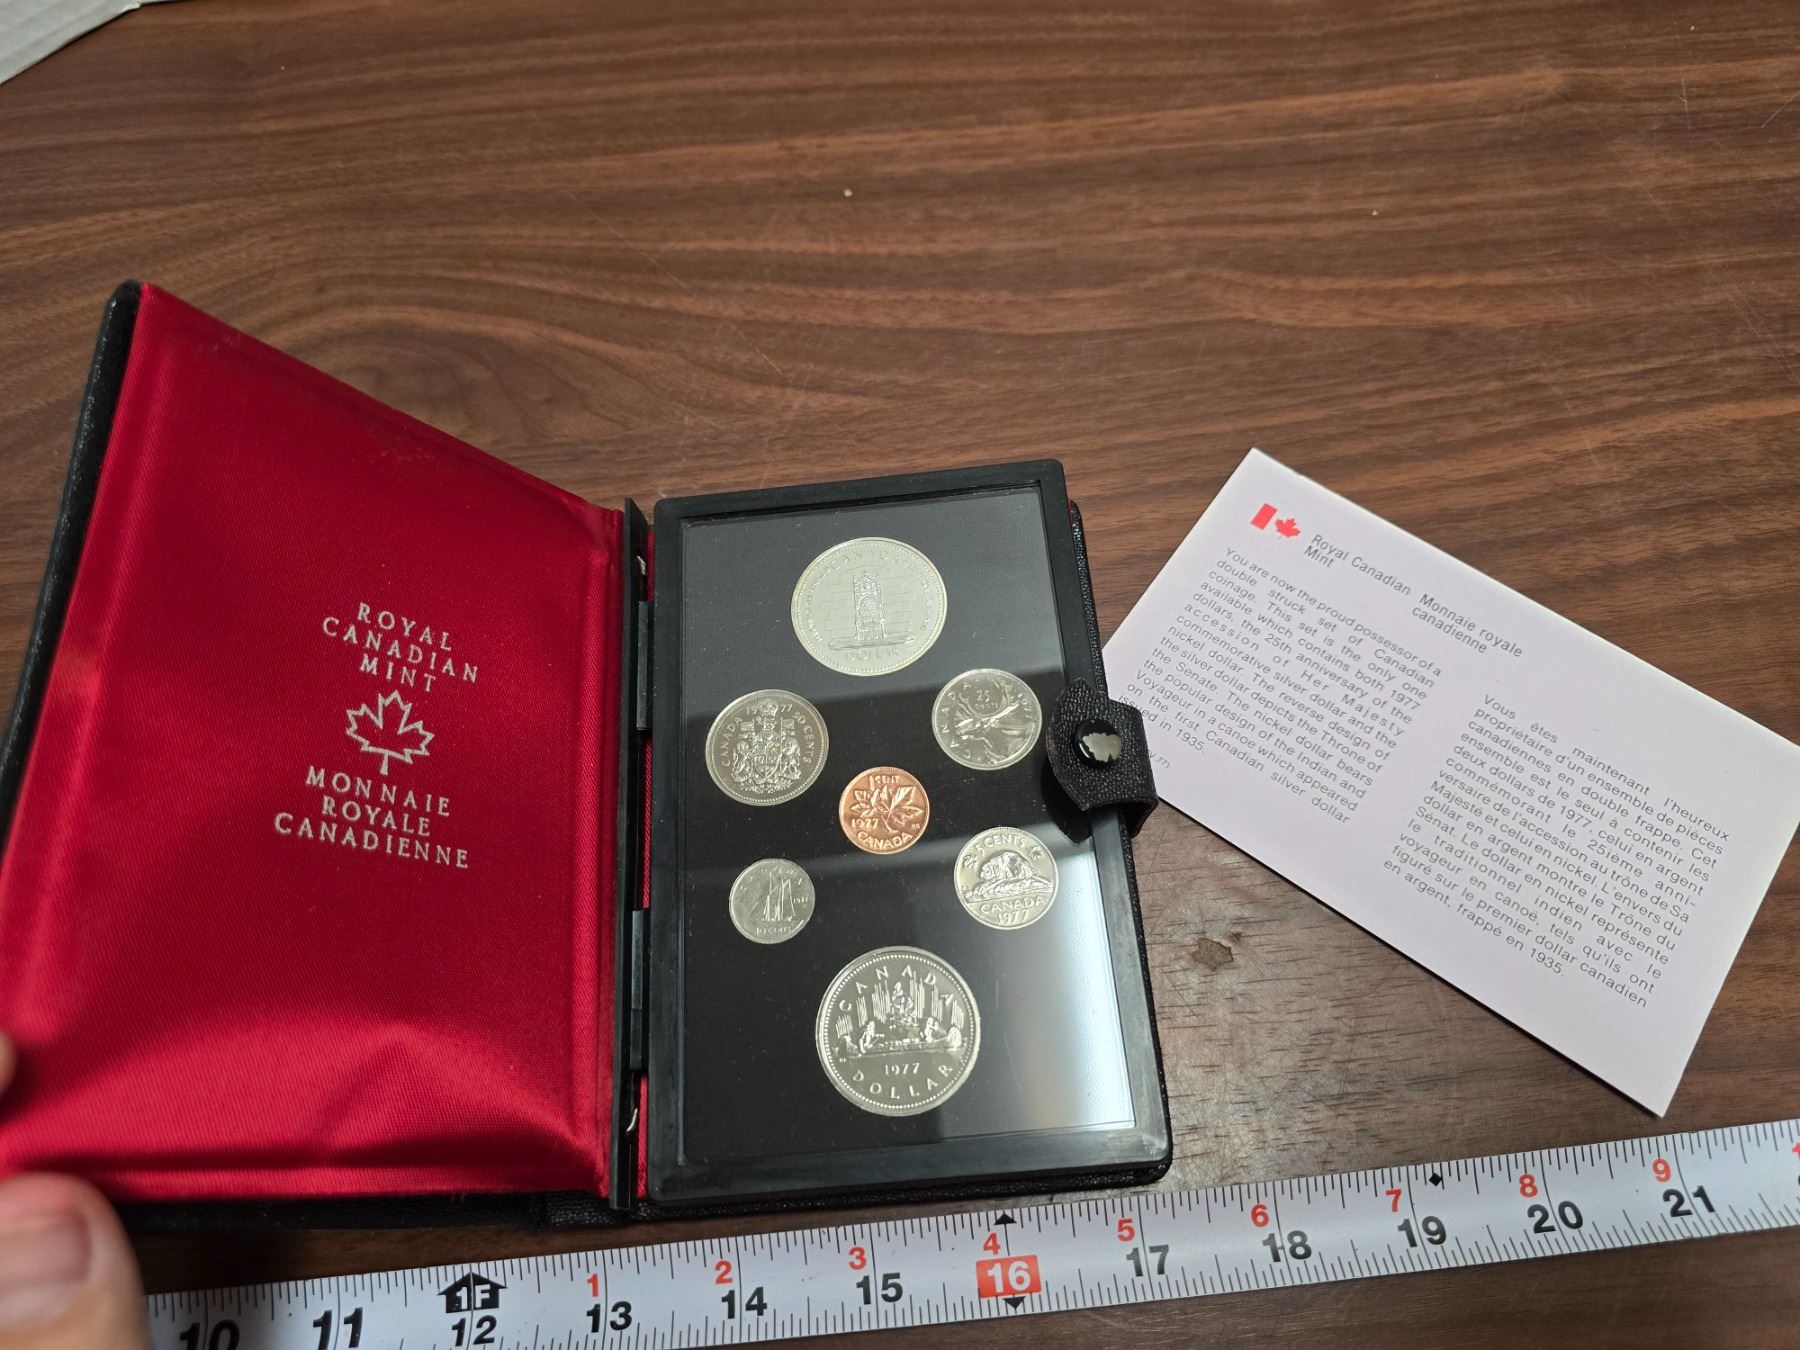 ROYAL
CANADIAN
MINT
MONNAIE
ROYALE
CANADIENNE
DOLLAR
CANADA 1977 50 CENTS
CANADA
25
cents
1 CENT
1977
CANADA
1977
10 cents
5 CENTS
CANADA
1977
CANADA
1977
DOLLAR
Royal Canadian
Mint
Monnaie royale
canadienne
You are now the proud possessor of a
double struck set of Canadian
coinage. This set is the only one
available which contains both 1977
dollars, the 25th anniversary of the
accession of Her Majesty
commemorative silver dollar and the
nickel dollar. The reverse design of
the silver dollar depicts the Throne of
the Senate. The nickel dollar bears
the popular design of the Indian and
Voyageur in a canoe which appeared
on the first Canadian silver dollar
issued in 1935.
77)
Vous êtes maintenant l'heureux
propriétaire d'un ensemble de pièces
canadiennes en double frappe. Cet
ensemble est le seul à contenir les
deux dollars de 1977, celui en argent
commémorant le 25ième anni-
versaire de l'accession au trône de Sa
Majesté et celui en nickel. L'envers du
dollar en argent montre le Trône du
Sénat. Le dollar en nickel représente
le traditionnel indien avec le
voyageur en canoë, tels qu'ils ont
figuré sur le premier dollar canadien
en argent, frappé en 1935.
1 2 3 4 5 6 7 8 9
10 11 1F 12 13 14 15 16 17 18 19 20 21